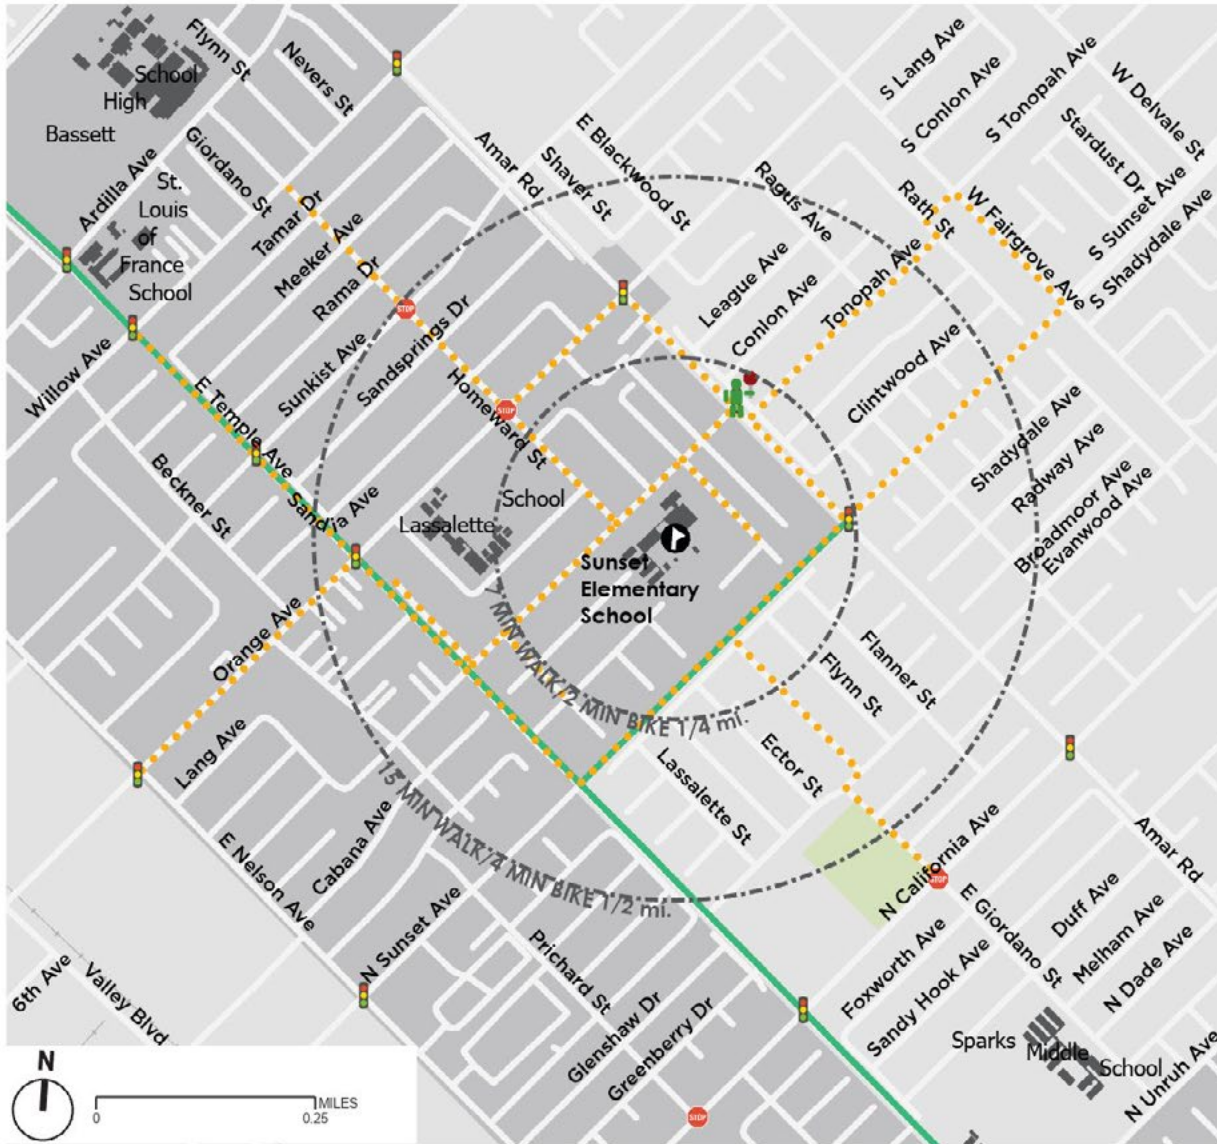 Flynn St
Nevers St
School
High
Bassett
S Lang Ave
S Conlon Ave
S Tonopah Ave
W Delvale St
Stardust Dr
S Sunset Ave
S Shadydale Ave
W Fairgrove Ave
Rath St
Giordano St
Ardilla Ave
St.
Louis
of
France
School
Tamar Dr
Meeker Ave
Rama Dr
Amar Rd
Shaver St
E Blackwood St
Ragus Ave
League Ave
Conlon Ave
Tonopah Ave
Clintwood Ave
Willow Ave
E Temple Ave
Sunkist Ave
Sandsprings Dr
STOP
STOP
Homeward St
Beckner St
Sandia Ave
Lassalette
School
Sunset
Elementary
School
Shadydale Ave
Radway Ave
Broadmoor Ave
Evanwood Ave
Orange Ave
Lang Ave
7 MIN WALK/2 MIN BIKE 1/4 mi.
15 MIN WALK/4 MIN BIKE 1/2 mi.
Flanner St
Flynn St
Ector St
Lassalette St
Cabana Ave
E Nelson Ave
N Sunset Ave
N California Ave
STOP
E Giordano St
Amar Rd
Duff Ave
Melham Ave
N Dade Ave
Foxworth Ave
Sandy Hook Ave
Prichard St
Glenshaw Dr
Greenberry Dr
6th Ave
Valley Blvd
Sparks
Middle
School
N Unruh Ave
STOP
N
MILES
0
0.25